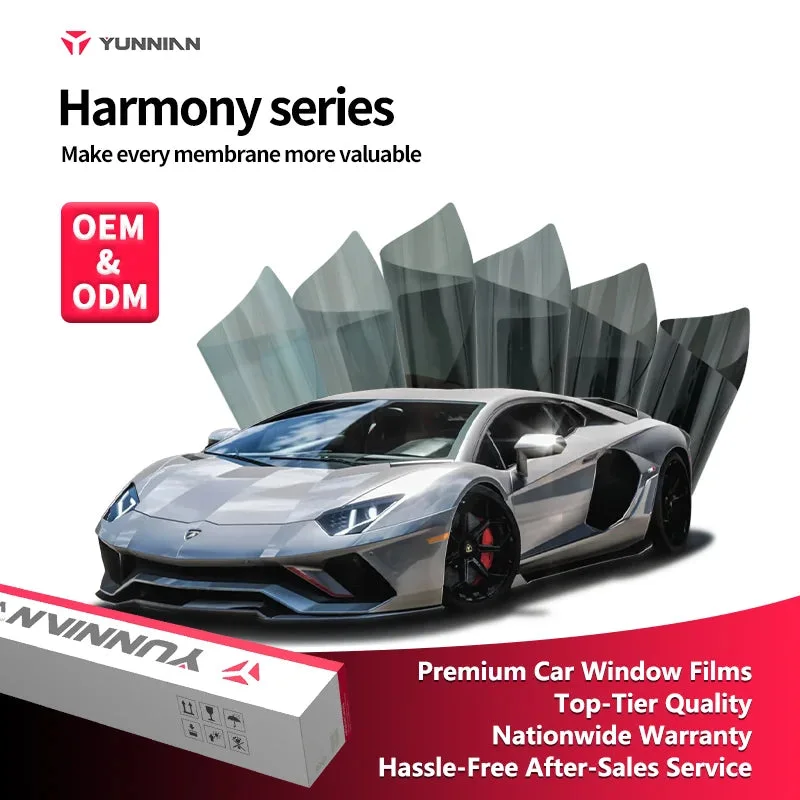 YUNNIAN
Harmony series
Make every membrane more valuable
OEM
&
ODM
YUNNIAN
Premium Car Window Films
Top-Tier Quality
Nationwide Warranty
Hassle-Free After-Sales Service